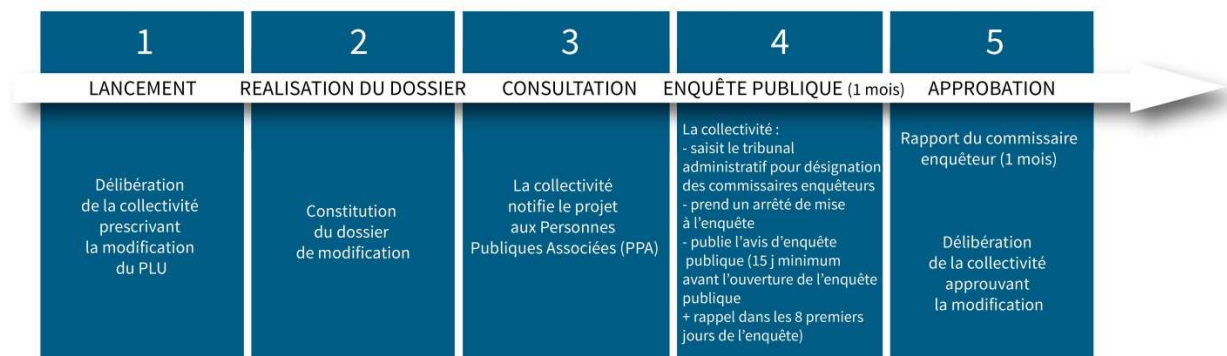 1
LANCEMENT
Délibération
de la collectivité
prescrivant
la modification
du PLU
2
REALISATION DU DOSSIER
Constitution
du dossier
de modification
3
CONSULTATION
La collectivité
notifie le projet
aux Personnes
Publiques Associées (PPA)
4
ENQUÊTE PUBLIQUE (1 mois)
La collectivité :
- saisit le tribunal
administratif pour désignation
des commissaires enquêteurs
- prend un arrêté de mise
à l’enquête
- publie l’avis d’enquête
publique (15 j minimum
avant l’ouverture de l’enquête
publique
+ rappel dans les 8 premiers
jours de l’enquête)
5
APPROBATION
Rapport du commissaire
enquêteur (1 mois)
Délibération
de la collectivité
approuvant
la modification